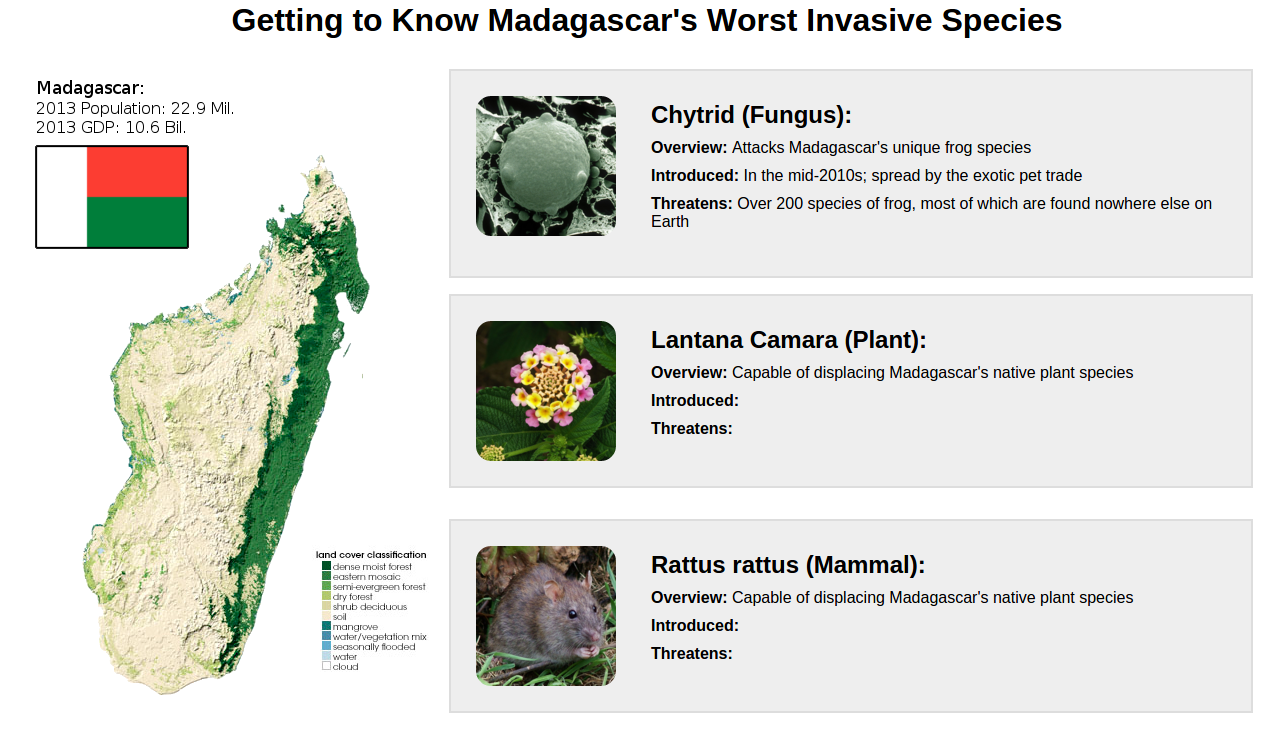 Getting to Know Madagascar's Worst Invasive Species
Madagascar:
2013 Population: 22.9 Mil.
2013 GDP: 10.6 Bil.
land cover classification
dense moist forest
eastern mosaic
semi-evergreen forest
dry forest
shrub deciduous
soil
mangrove
water/vegetation mix
seasonally flooded
water
cloud
Chytrid (Fungus):
Overview: Attacks Madagascar's unique frog species
Introduced: In the mid-2010s; spread by the exotic pet trade
Threatens: Over 200 species of frog, most of which are found nowhere else on
Earth
Lantana Camara (Plant):
Overview: Capable of displacing Madagascar's native plant species
Introduced:
Threatens:
Rattus rattus (Mammal):
Overview: Capable of displacing Madagascar's native plant species
Introduced:
Threatens: